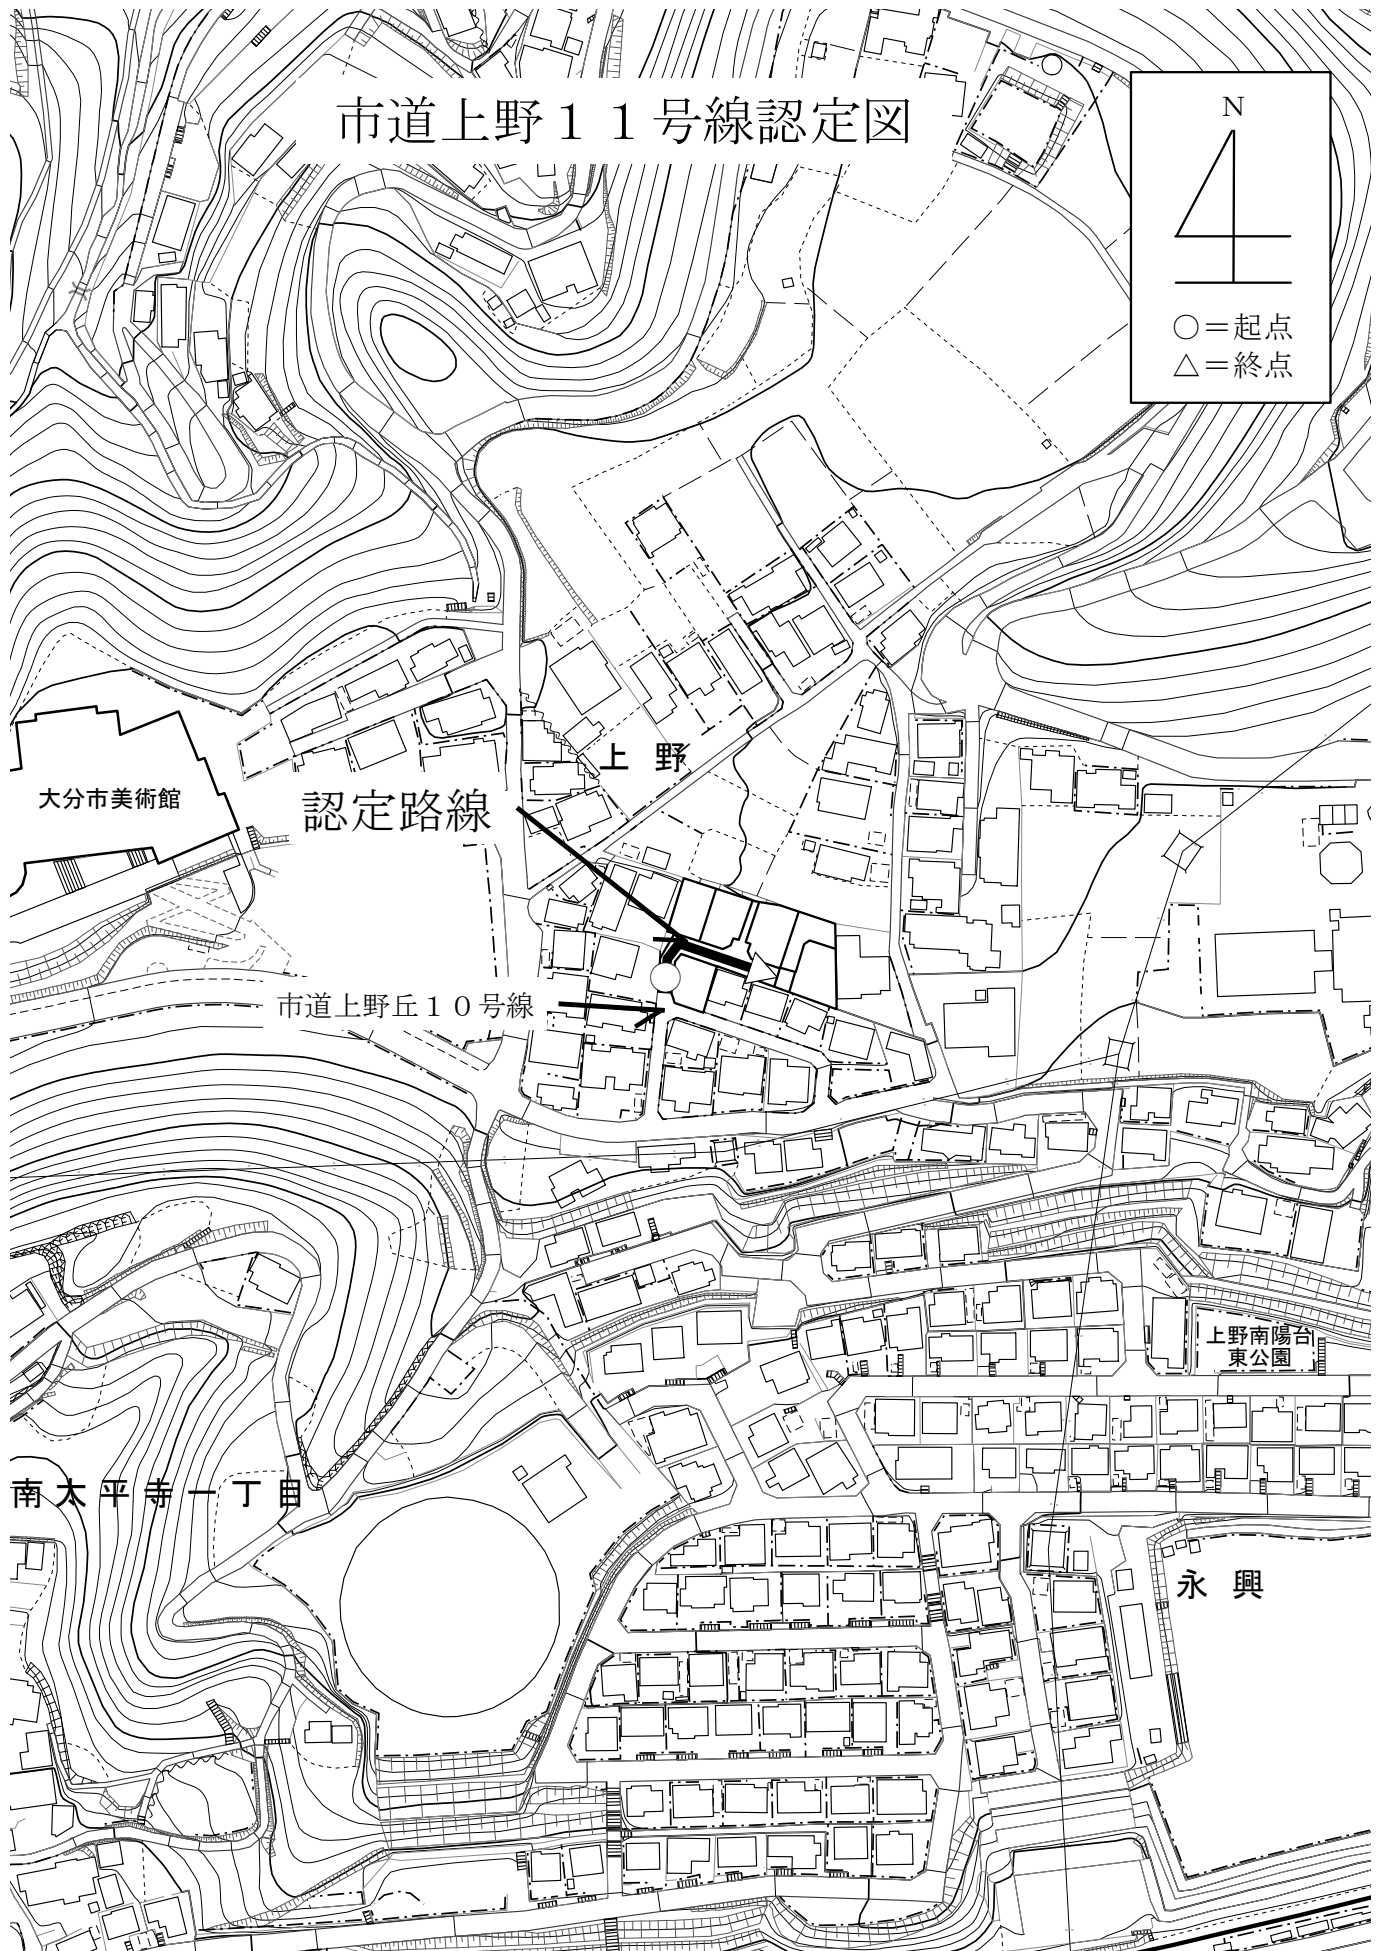 市道上野１１号線認定図
N
○＝起点
△＝終点
上野
大分市美術館
認定路線
市道上野丘１０号線
上野南陽台
東公園
南太平寺一丁目
永興